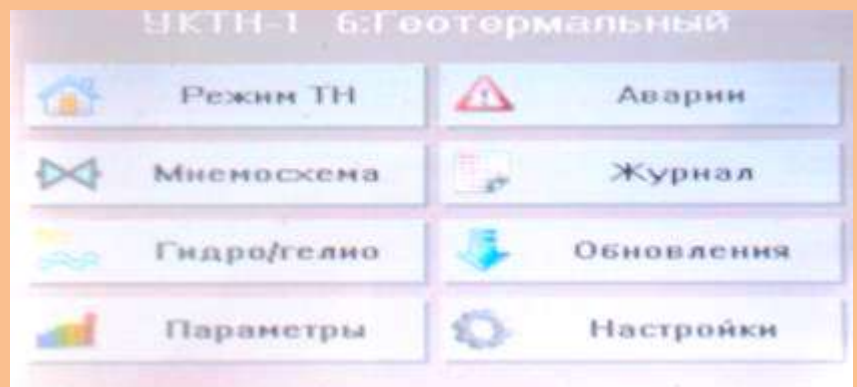 УКТН-1 6:Геотермальный
Режим ТН
Аварии
Мнемосхема
Журнал
Гидро/гелио
Обновления
Параметры
Настройки